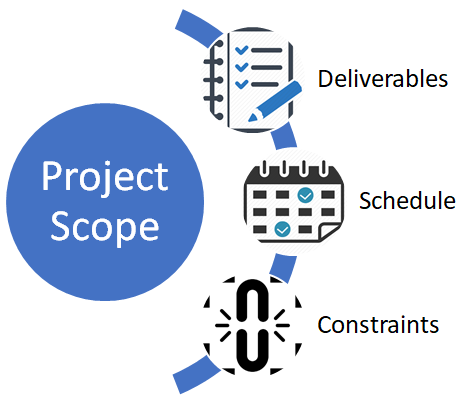 Project
Scope
Deliverables
Schedule
Constraints